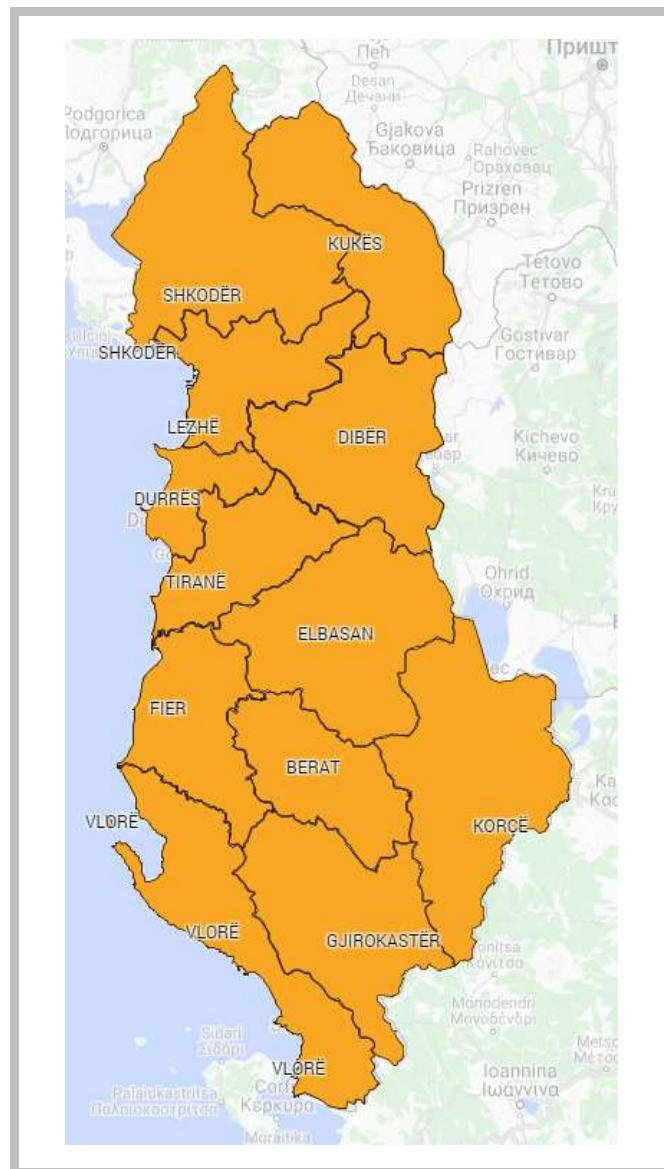 Пришт
Пећ
Desan
Дечани
Podgorica
Подгорица
Gjakova
Ђаковица
Rahovec
Ораховац
Prizren
Призрен
KUKËS
Tetovo
Тетово
SHKODËR
Gostivar
Гостивар
SHKODËR
LEZHË
DIBËR
Kichevo
Кичево
DURRËS
Ohrid
Охрид
TIRANË
ELBASAN
FIER
BERAT
VLORË
KORÇË
VLORË
GJIROKASTËR
Κόνιτσα
Monodendri
Μονοδένδρι
Sidari
Σιδάρι
VLORË
Ioannina
Ιωάννινα
Palaiokastritsa
Παλαιοκαστρίτσα
Κέρκυρα
Moraitika